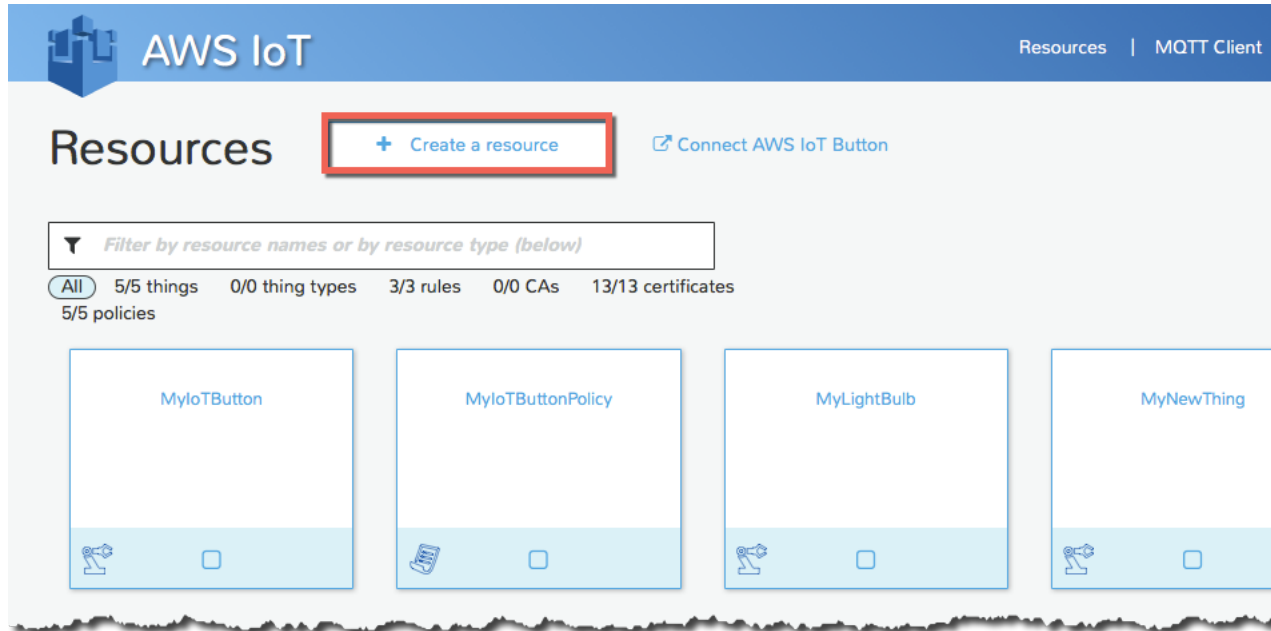 AWS IoT
Resources | MQTT Client
Resources
+ Create a resource
Connect AWS IoT Button
Filter by resource names or by resource type (below)
All 5/5 things 0/0 thing types 3/3 rules 0/0 CAs 13/13 certificates
5/5 policies
MyIoTButton
MyIoTButtonPolicy
MyLightBulb
MyNewThing